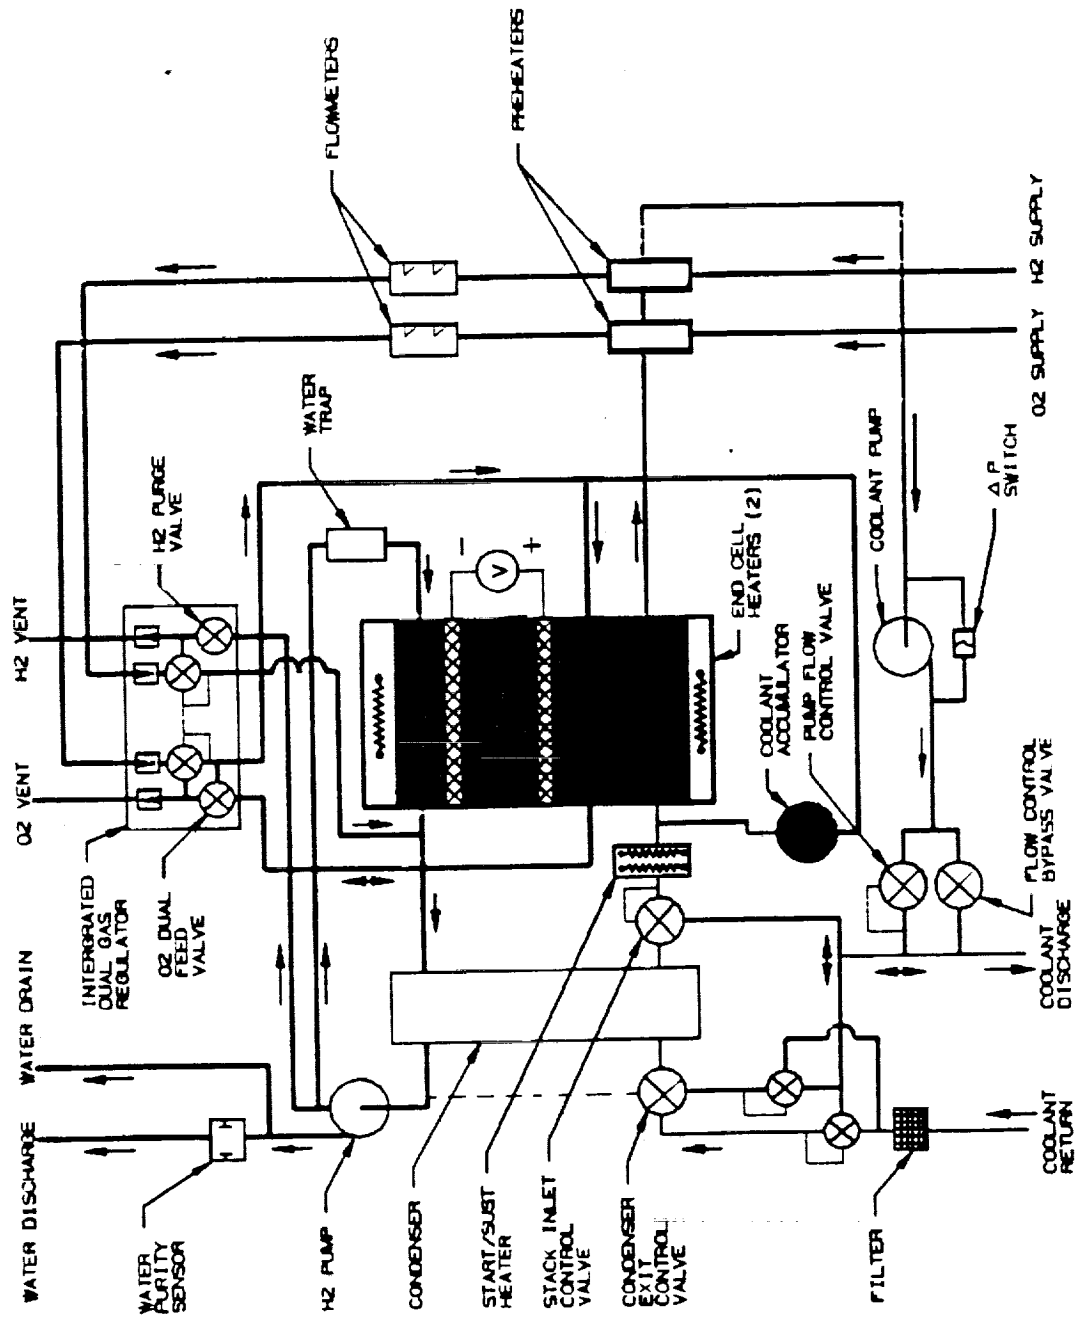 WATER DISCHARGE
WATER DRAIN
O2 VENT
H2 VENT
INTERGRATED
DUAL GAS
REGULATOR
O2 DUAL
FEED
VALVE
H2 PURGE
VALVE
WATER
PURITY
SENSOR
WATER
TRAP
FLOWMETERS
H2 PUMP
CONDENSER
-
V
+
PREHEATERS
START/SUST
HEATER
STACK INLET
CONTROL
VALVE
CONDENSER
EXIT
CONTROL
VALVE
END CELL
HEATERS (2)
COOLANT
ACCUMULATOR
PUMP FLOW
CONTROL VALVE
FILTER
COOLANT PUMP
Δ P
SWITCH
FLOW CONTROL
BYPASS VALVE
COOLANT
RETURN
COOLANT
DISCHARGE
O2 SUPPLY
H2 SUPPLY